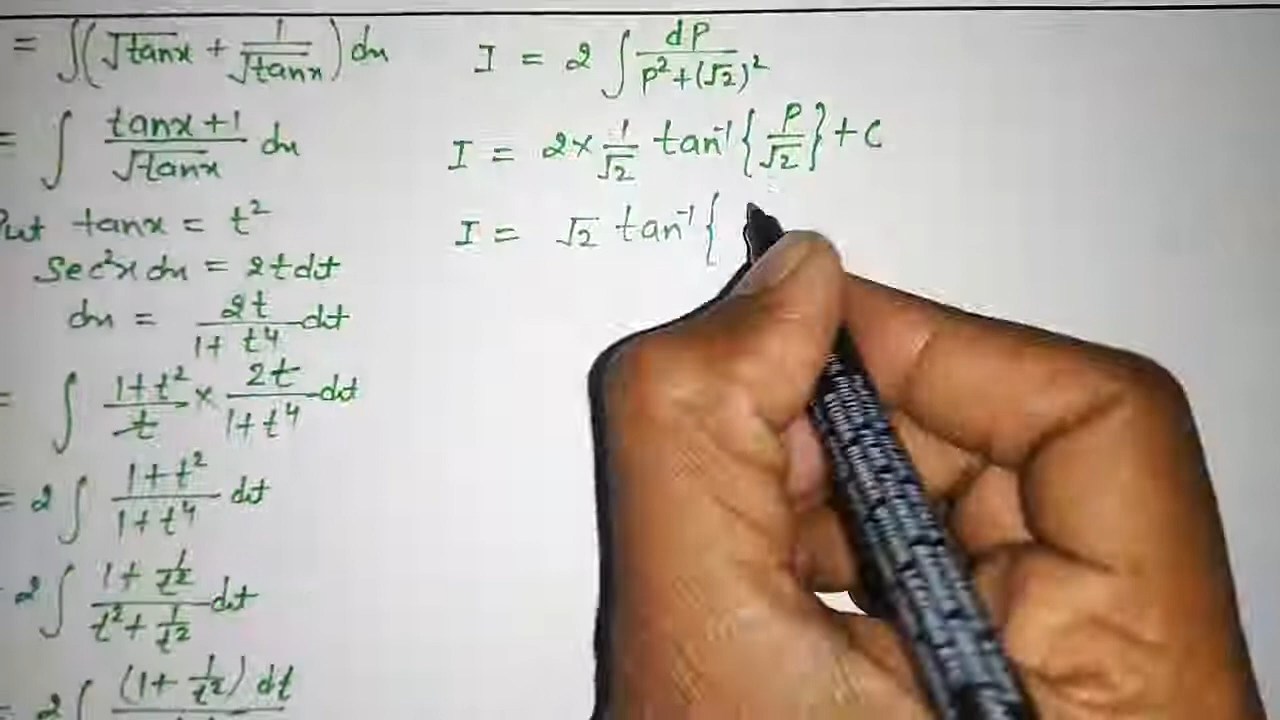 = ∫(√tanx + 1/√tanx) dx
= ∫ (tanx+1)/√tanx dx
Put tanx = t²
Sec²x dx = 2t dt
dx = 2t/(1+t⁴) dt
= ∫ (1+t²)/t × 2t/(1+t⁴) dt
= 2∫ (1+t²)/(1+t⁴) dt
2∫ (1+1/t²)/(t²+1/t²) dt
= 2∫ (1+1/t²) dt
I = 2 ∫ dP/(P²+(√2)²)
I = 2× 1/√2 tan⁻¹{P/√2}+C
I = √2 tan⁻¹{